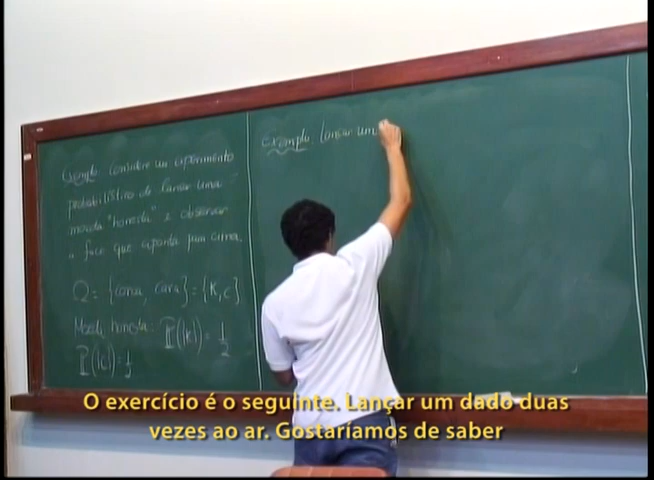 Exemplo. Considere um experimento
probabilístico de lançar uma
moeda "honesta" e observar
a face que aponta para cima.
Ω = {coroa, cara} = {K, C}
Moeda honesta. P({K}) = 1/2
P({C}) = 1/2
Exemplo. Lançar um
O exercício é o seguinte. Lançar um dado duas
vezes ao ar. Gostaríamos de saber